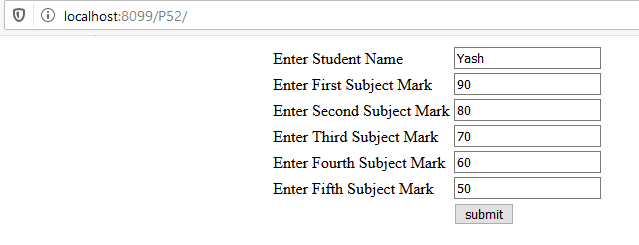 localhost:8099/P52/
Enter Student Name Yash
Enter First Subject Mark 90
Enter Second Subject Mark 80
Enter Third Subject Mark 70
Enter Fourth Subject Mark 60
Enter Fifth Subject Mark 50
submit